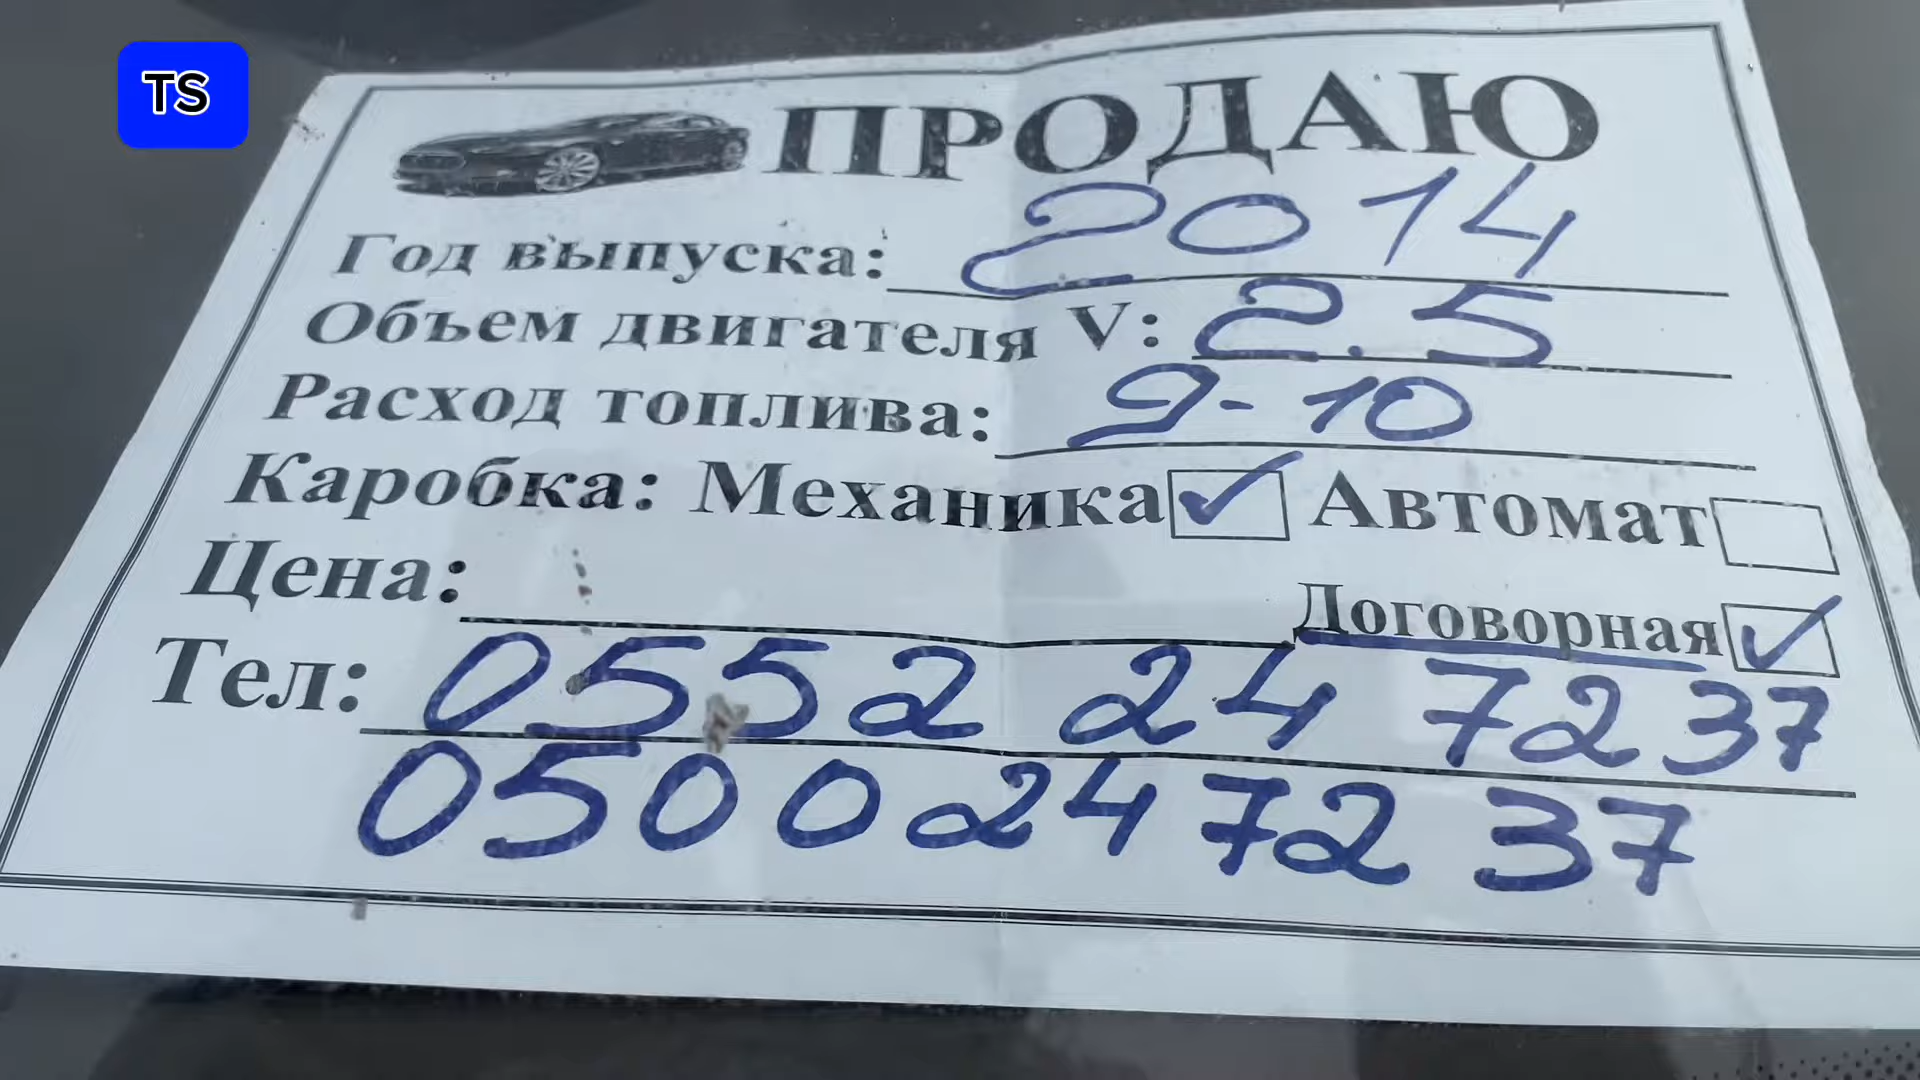 TS
ПРОДАЮ
Год выпуска: 2014
Объем двигателя V: 2.5
Расход топлива: 9-10
Каробка: Механика ✓ Автомат
Цена: Договорная ✓
Тел: 0552 24 72 37
0500 24 72 37